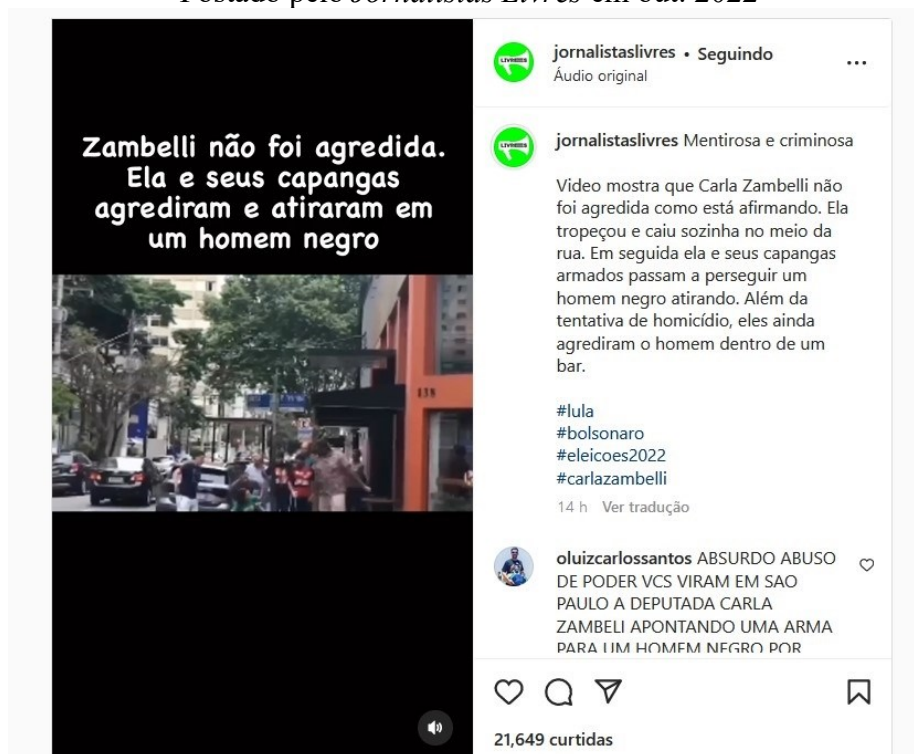 Postado pelo Jornalistas Livres em out. 2022
Zambelli não foi agredida.
Ela e seus capangas
agrediram e atiraram em
um homem negro
138
LIVRES
jornalistaslivres • Seguindo
Áudio original
LIVRES
jornalistaslivres Mentirosa e criminosa
Video mostra que Carla Zambelli não
foi agredida como está afirmando. Ela
tropeçou e caiu sozinha no meio da
rua. Em seguida ela e seus capangas
armados passam a perseguir um
homem negro atirando. Além da
tentativa de homicídio, eles ainda
agrediram o homem dentro de um
bar.
#lula
#bolsonaro
#eleicoes2022
#carlazambelli
14 h Ver tradução
oluizcarlossantos ABSURDO ABUSO
DE PODER VCS VIRAM EM SAO
PAULO A DEPUTADA CARLA
ZAMBELI APONTANDO UMA ARMA
PARA UM HOMEM NEGRO POR
21,649 curtidas